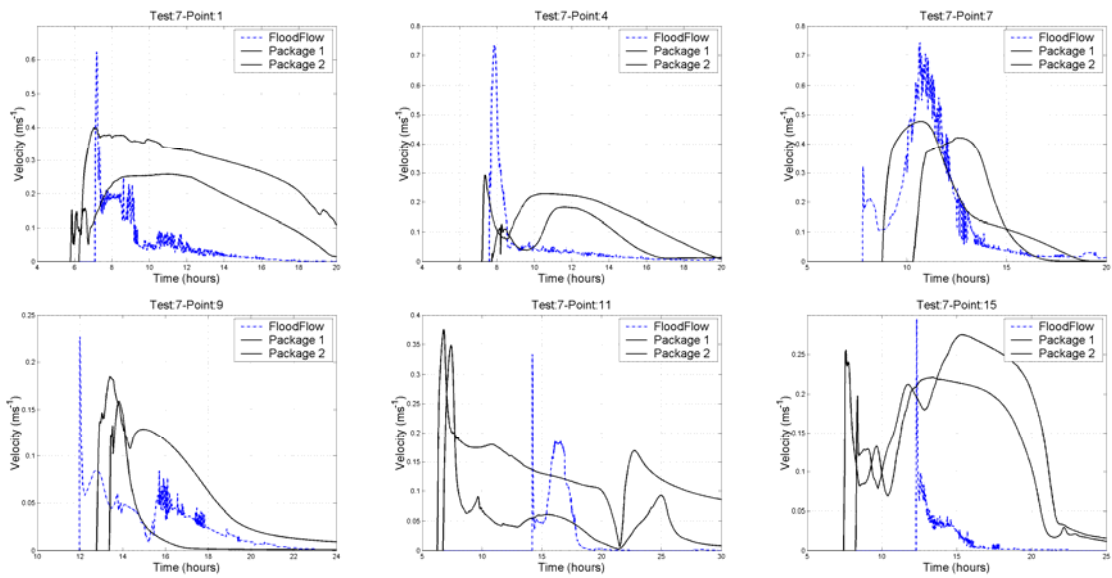 Test:7-Point:1
FloodFlow
Package 1
Package 2
Velocity (ms-1)
0.7
0.6
0.5
0.4
0.3
0.2
0.1
0
4 6 8 10 12 14 16 18 20
Time (hours)
Test:7-Point:4
FloodFlow
Package 1
Package 2
Velocity (ms-1)
0.8
0.7
0.6
0.5
0.4
0.3
0.2
0.1
0
4 6 8 10 12 14 16 18 20
Time (hours)
Test:7-Point:7
FloodFlow
Package 1
Package 2
Velocity (ms-1)
0.8
0.7
0.6
0.5
0.4
0.3
0.2
0.1
0
5 10 15 20
Time (hours)
Test:7-Point:9
FloodFlow
Package 1
Package 2
Velocity (ms-1)
0.25
0.2
0.15
0.1
0.05
0
10 12 14 16 18 20 22 24
Time (hours)
Test:7-Point:11
FloodFlow
Package 1
Package 2
Velocity (ms-1)
0.4
0.35
0.3
0.25
0.2
0.15
0.1
0.05
0
5 10 15 20 25 30
Time (hours)
Test:7-Point:15
FloodFlow
Package 1
Package 2
Velocity (ms-1)
0.25
0.2
0.15
0.1
0.05
0
5 10 15 20 25
Time (hours)